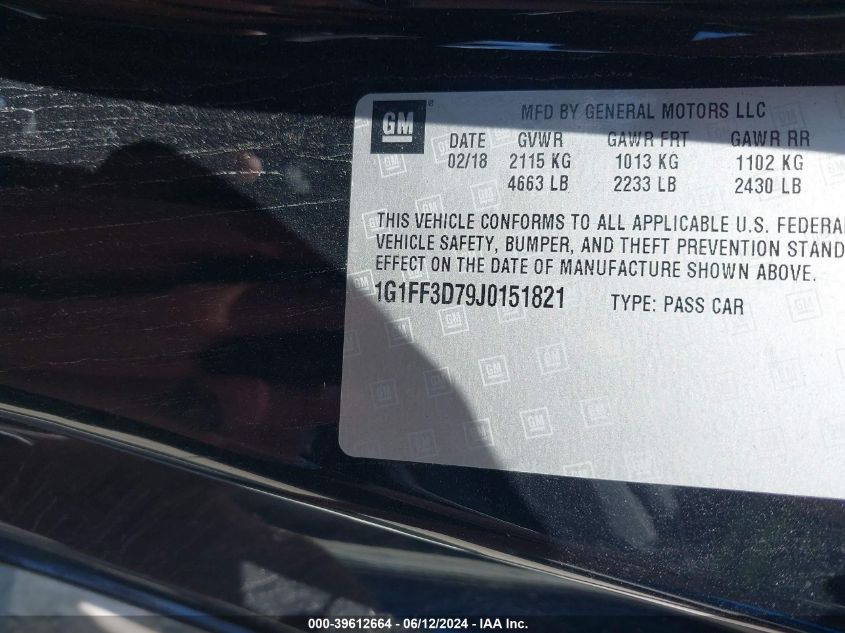 GM ®
MFD BY GENERAL MOTORS LLC
DATE GVWR GAWR FRT GAWR RR
02/18 2115 KG 1013 KG 1102 KG
4663 LB 2233 LB 2430 LB
THIS VEHICLE CONFORMS TO ALL APPLICABLE U.S. FEDERAL
VEHICLE SAFETY, BUMPER, AND THEFT PREVENTION STAND
EFFECT ON THE DATE OF MANUFACTURE SHOWN ABOVE.
1G1FF3D79J0151821 TYPE: PASS CAR
000-39612664 - 06/12/2024 - IAA Inc.